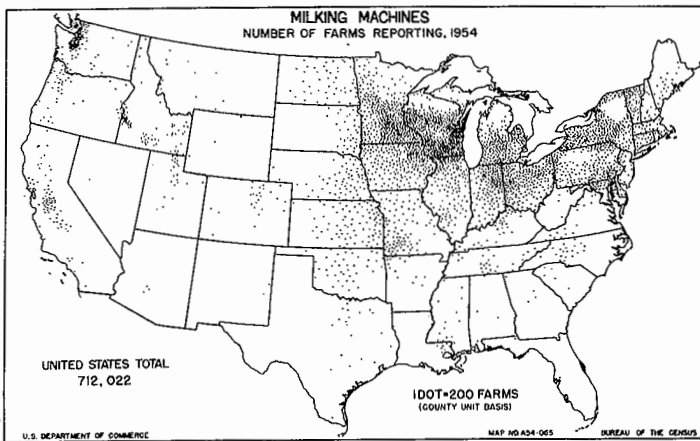 MILKING MACHINES
NUMBER OF FARMS REPORTING, 1954
UNITED STATES TOTAL
712, 022
1 DOT=200 FARMS
(COUNTY UNIT BASIS)
U.S. DEPARTMENT OF COMMERCE
MAP NO A54-065
BUREAU OF THE CENSUS